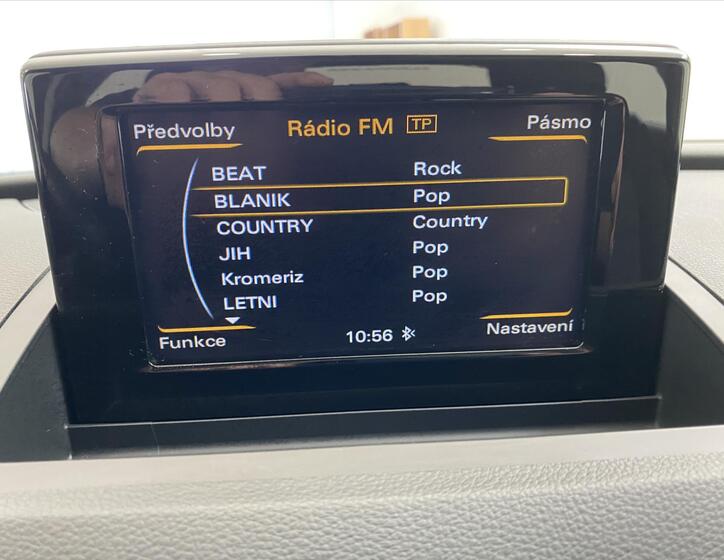 Předvolby Rádio FM TP Pásmo
BEAT Rock
BLANIK Pop
COUNTRY Country
JIH Pop
Kromeriz Pop
LETNI Pop
Funkce 10:56 Nastavení